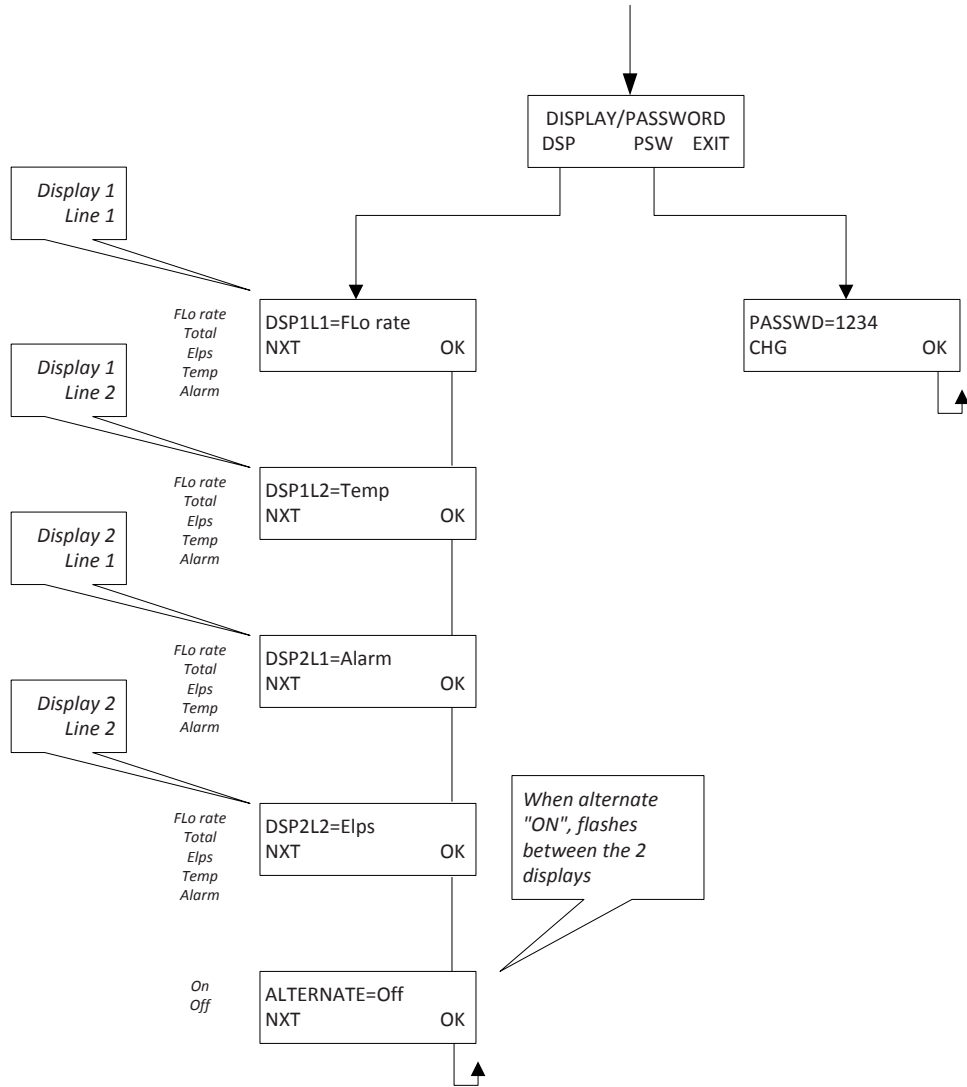 DISPLAY/PASSWORD
DSP PSW EXIT
Display 1
Line 1
FLo rate
Total
Elps
Temp
Alarm
DSP1L1=FLo rate
NXT OK
PASSWD=1234
CHG OK
Display 1
Line 2
FLo rate
Total
Elps
Temp
Alarm
DSP1L2=Temp
NXT OK
Display 2
Line 1
FLo rate
Total
Elps
Temp
Alarm
DSP2L1=Alarm
NXT OK
Display 2
Line 2
FLo rate
Total
Elps
Temp
Alarm
DSP2L2=Elps
NXT OK
When alternate
"ON", flashes
between the 2
displays
On
Off
ALTERNATE=Off
NXT OK